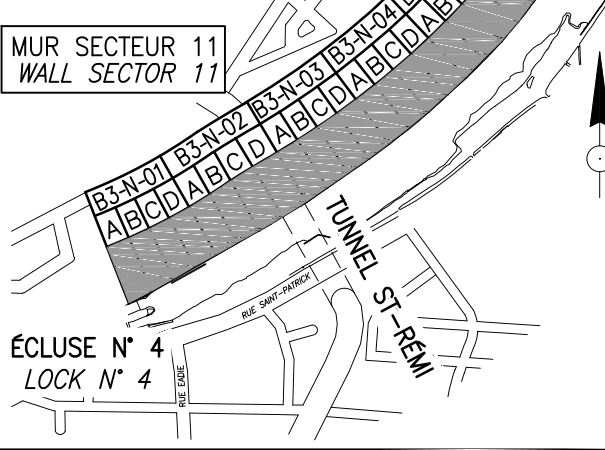 MUR SECTEUR 11
WALL SECTOR 11
B3-N-01
B3-N-02
B3-N-03
B3-N-04
A B C D A B C D A B C D A B C D A B
TUNNEL ST-RÉMI
RUE SAINT-PATRICK
ÉCLUSE N° 4
LOCK N° 4
RUE EADIE